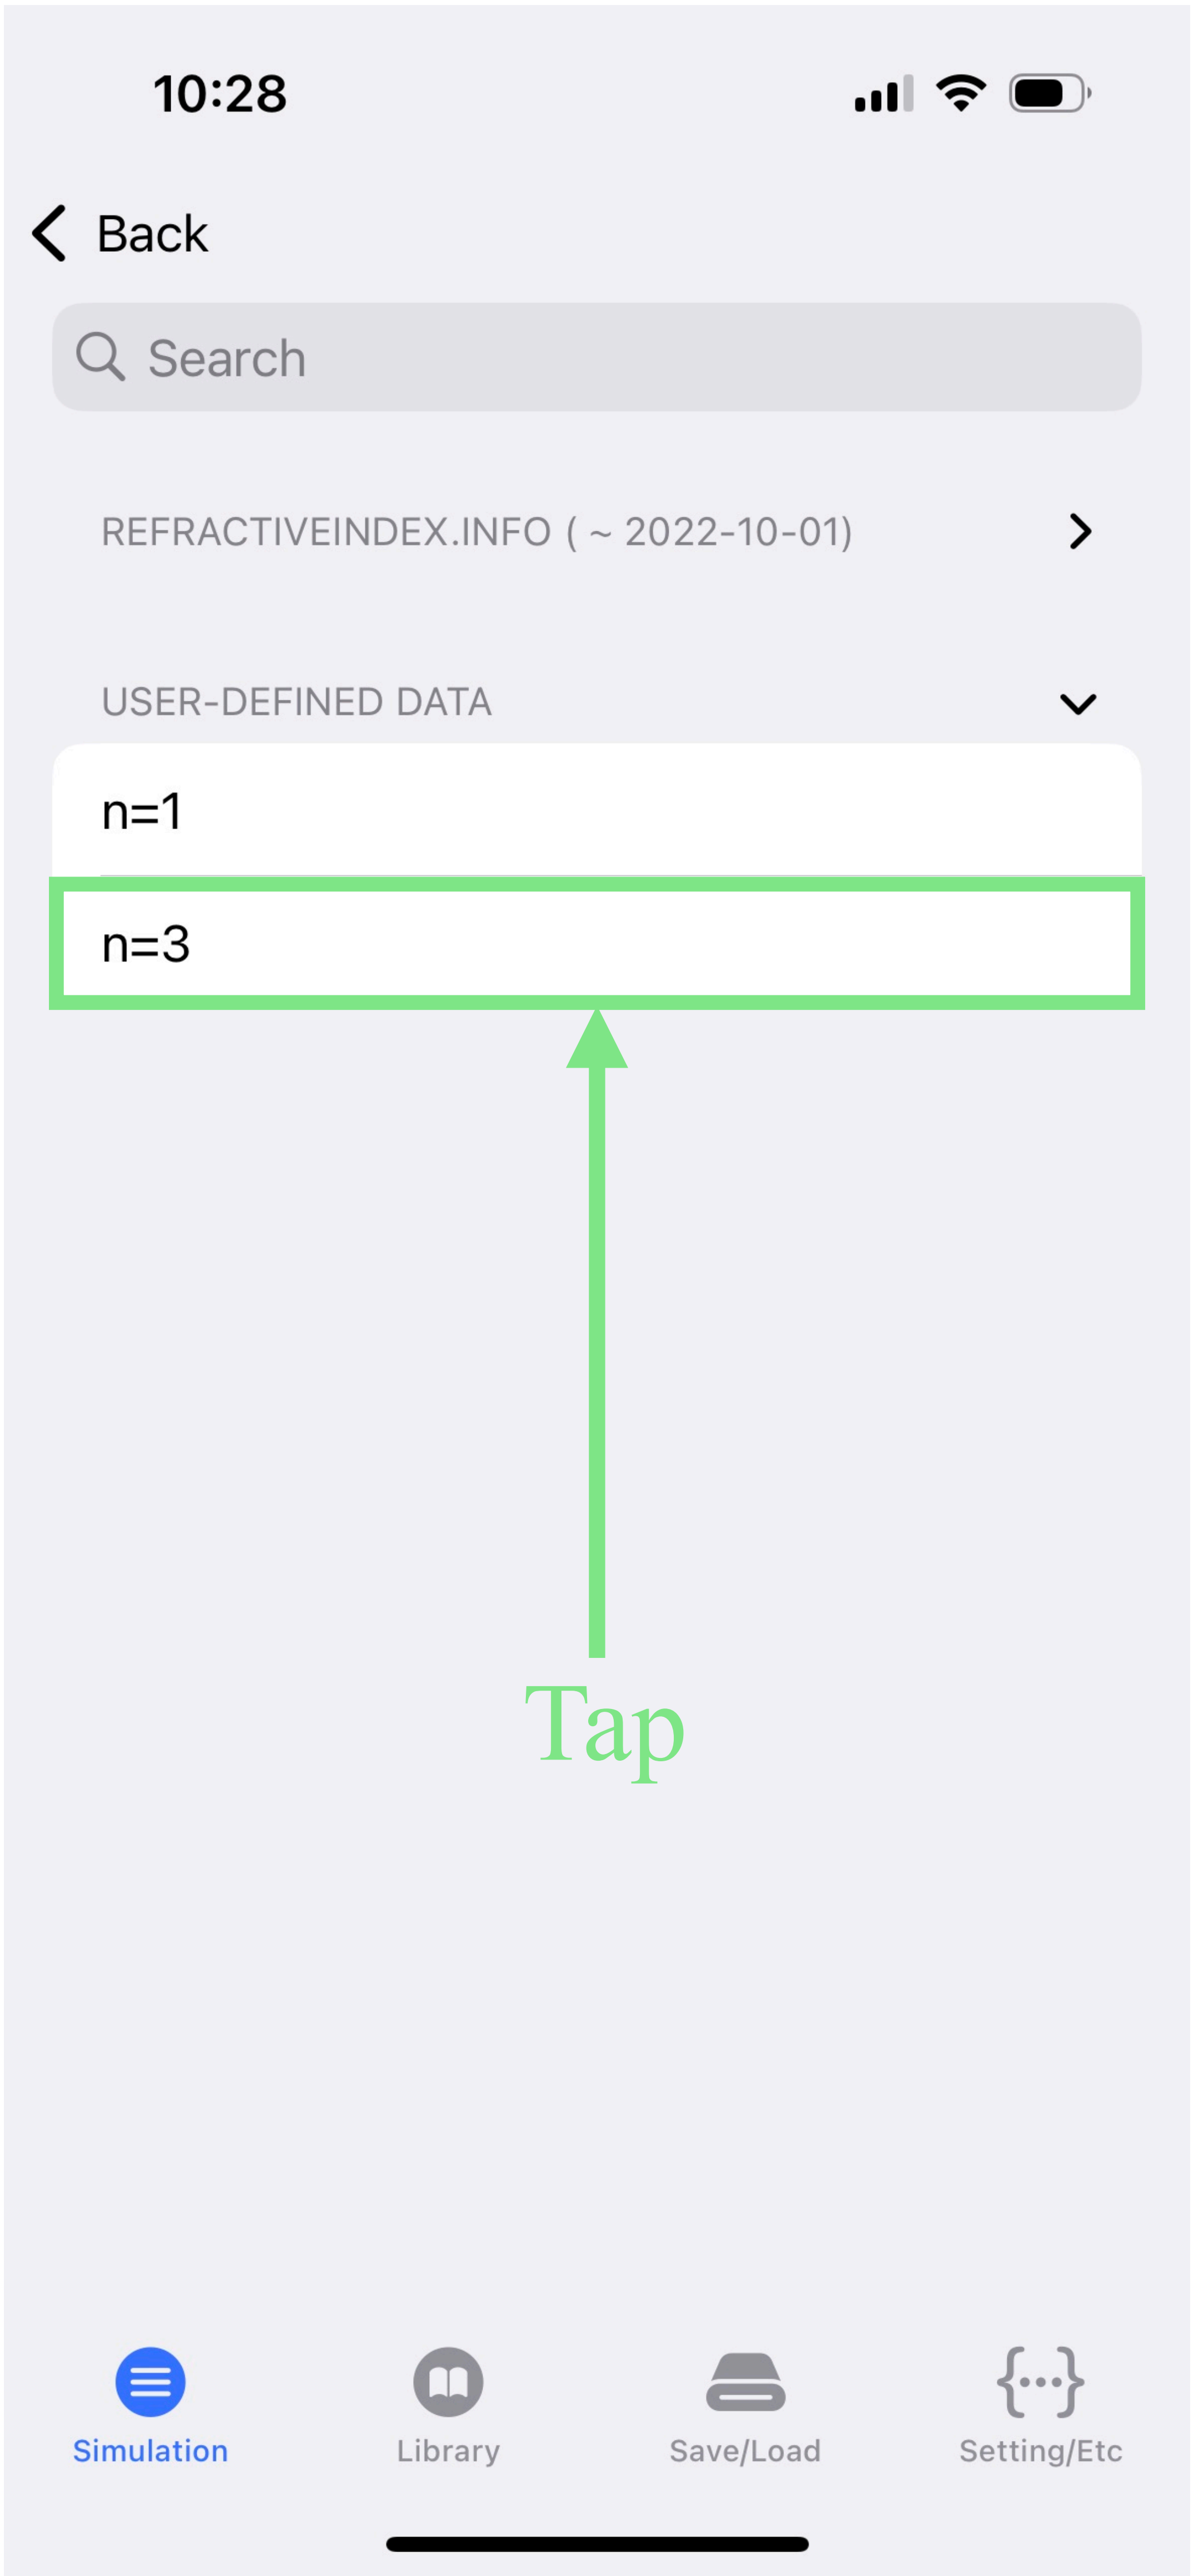 10:28
Back
Search
REFRACTIVEINDEX.INFO ( ~ 2022-10-01)
USER-DEFINED DATA
n=1
n=3
Tap
Simulation
Library
Save/Load
Setting/Etc